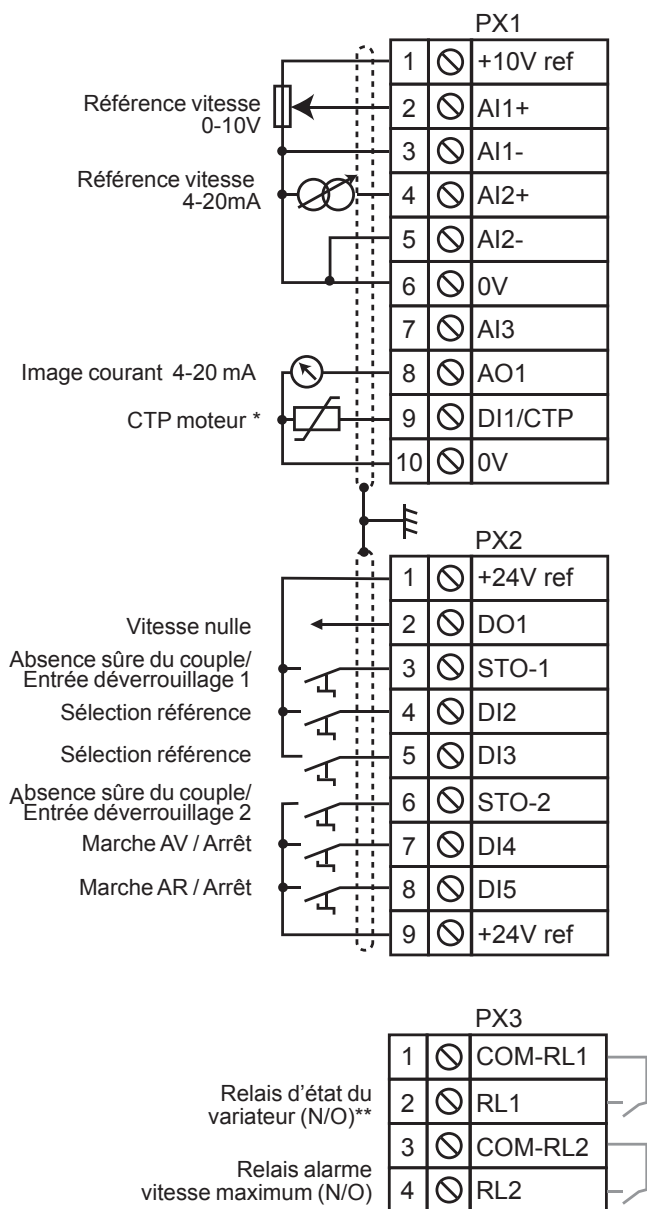 PX1
1 +10V ref
Référence vitesse
0-10V
2 AI1+
3 AI1-
Référence vitesse
4-20mA
4 AI2+
5 AI2-
6 0V
7 AI3
Image courant 4-20 mA
8 AO1
CTP moteur *
9 DI1/CTP
10 0V
PX2
1 +24V ref
Vitesse nulle
2 DO1
Absence sûre du couple/
Entrée déverrouillage 1
3 STO-1
Sélection référence
4 DI2
Sélection référence
5 DI3
Absence sûre du couple/
Entrée déverrouillage 2
6 STO-2
Marche AV / Arrêt
7 DI4
Marche AR / Arrêt
8 DI5
9 +24V ref
PX3
1 COM-RL1
Relais d'état du
variateur (N/O)**
2 RL1
3 COM-RL2
Relais alarme
vitesse maximum (N/O)
4 RL2